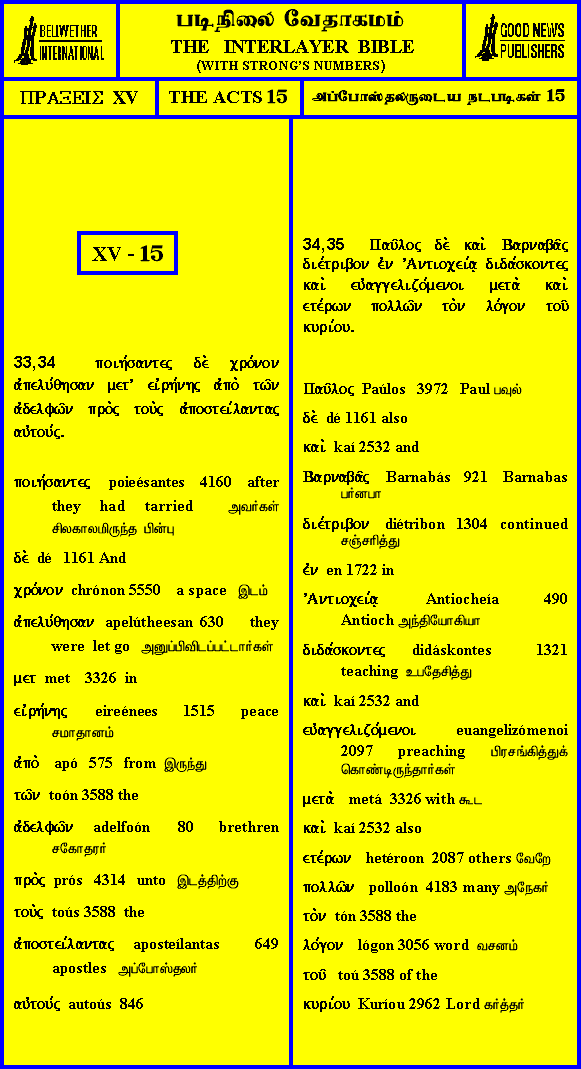 BELLWETHER
INTERNATIONAL
படிநிலை வேதாகமம்
THE INTERLAYER BIBLE
(WITH STRONG'S NUMBERS)
GOOD NEWS
PUBLISHERS
ΠΡΑΞΕΙΣ XV
THE ACTS 15
அப்போஸ்தலருடைய நடபடிகள் 15
XV - 15
33,34 ποιήσαντες δὲ χρόνον
ἀπελύθησαν μετ’ εἰρήνης ἀπὸ τῶν
ἀδελφῶν πρὸς τοὺς ἀποστείλαντας
αὐτούς.
ποιήσαντες poieésantes 4160 after
they had tarried அவர்கள்
சிலகாலமிருந்த பின்பு
δὲ dé 1161 And
χρόνον chrónon 5550 a space இடம்
ἀπελύθησαν apelútheesan 630 they
were let go அனுப்பிவிடப்பட்டார்கள்
μετ met 3326 in
εἰρήνης eireénees 1515 peace
சமாதானம்
ἀπὸ apó 575 from இருந்து
τῶν toón 3588 the
ἀδελφῶν adelfoón 80 brethren
சகோதரர்
πρὸς prós 4314 unto இடத்திற்கு
τοὺς toús 3588 the
ἀποστείλαντας aposteílantas 649
apostles அப்போஸ்தலர்
αὐτούς autoús 846
34,35 Παῦλος δὲ καὶ Βαρναβᾶς
διέτριβον ἐν Ἀντιοχείᾳ διδάσκοντες
καὶ εὐαγγελιζόμενοι μετὰ καὶ
ετέρων πολλῶν τὸν λόγον τοῦ
κυρίου.
Παῦλος Paúlos 3972 Paul பவுல்
δὲ dé 1161 also
καὶ kaí 2532 and
Βαρναβᾶς Barnabás 921 Barnabas
பர்னபா
διέτριβον diétribon 1304 continued
சஞ்சரித்து
ἐν en 1722 in
Ἀντιοχείᾳ Antiocheía 490
Antioch அந்தியோகியா
διδάσκοντες didáskontes 1321
teaching உபதேசித்து
καὶ kaí 2532 and
εὐαγγελιζόμενοι euangelizómenoi
2097 preaching பிரசங்கித்துக்
கொண்டிருந்தார்கள்
μετὰ metá 3326 with கூட
καὶ kaí 2532 also
ετέρων hetéroon 2087 others வேறே
πολλῶν polloón 4183 many அநேகர்
τὸν tón 3588 the
λόγον lógon 3056 word வசனம்
τοῦ toú 3588 of the
κυρίου Kuríou 2962 Lord கர்த்தர்